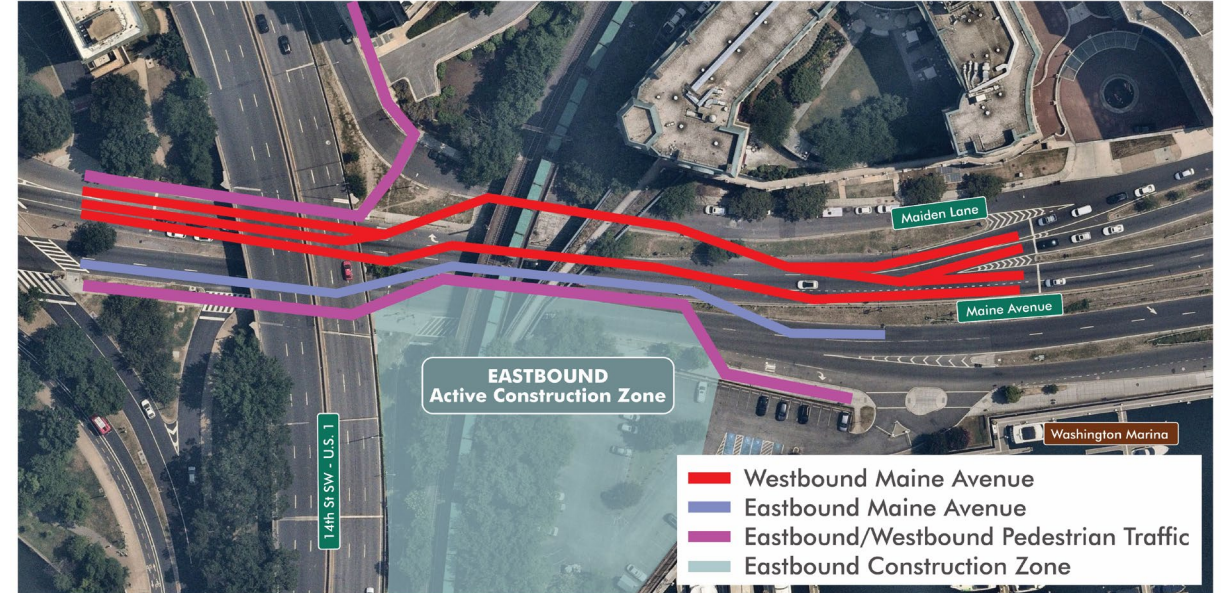 Maiden Lane
Maine Avenue
EASTBOUND
Active Construction Zone
14th St SW - U.S. 1
Washington Marina
Westbound Maine Avenue
Eastbound Maine Avenue
Eastbound/Westbound Pedestrian Traffic
Eastbound Construction Zone